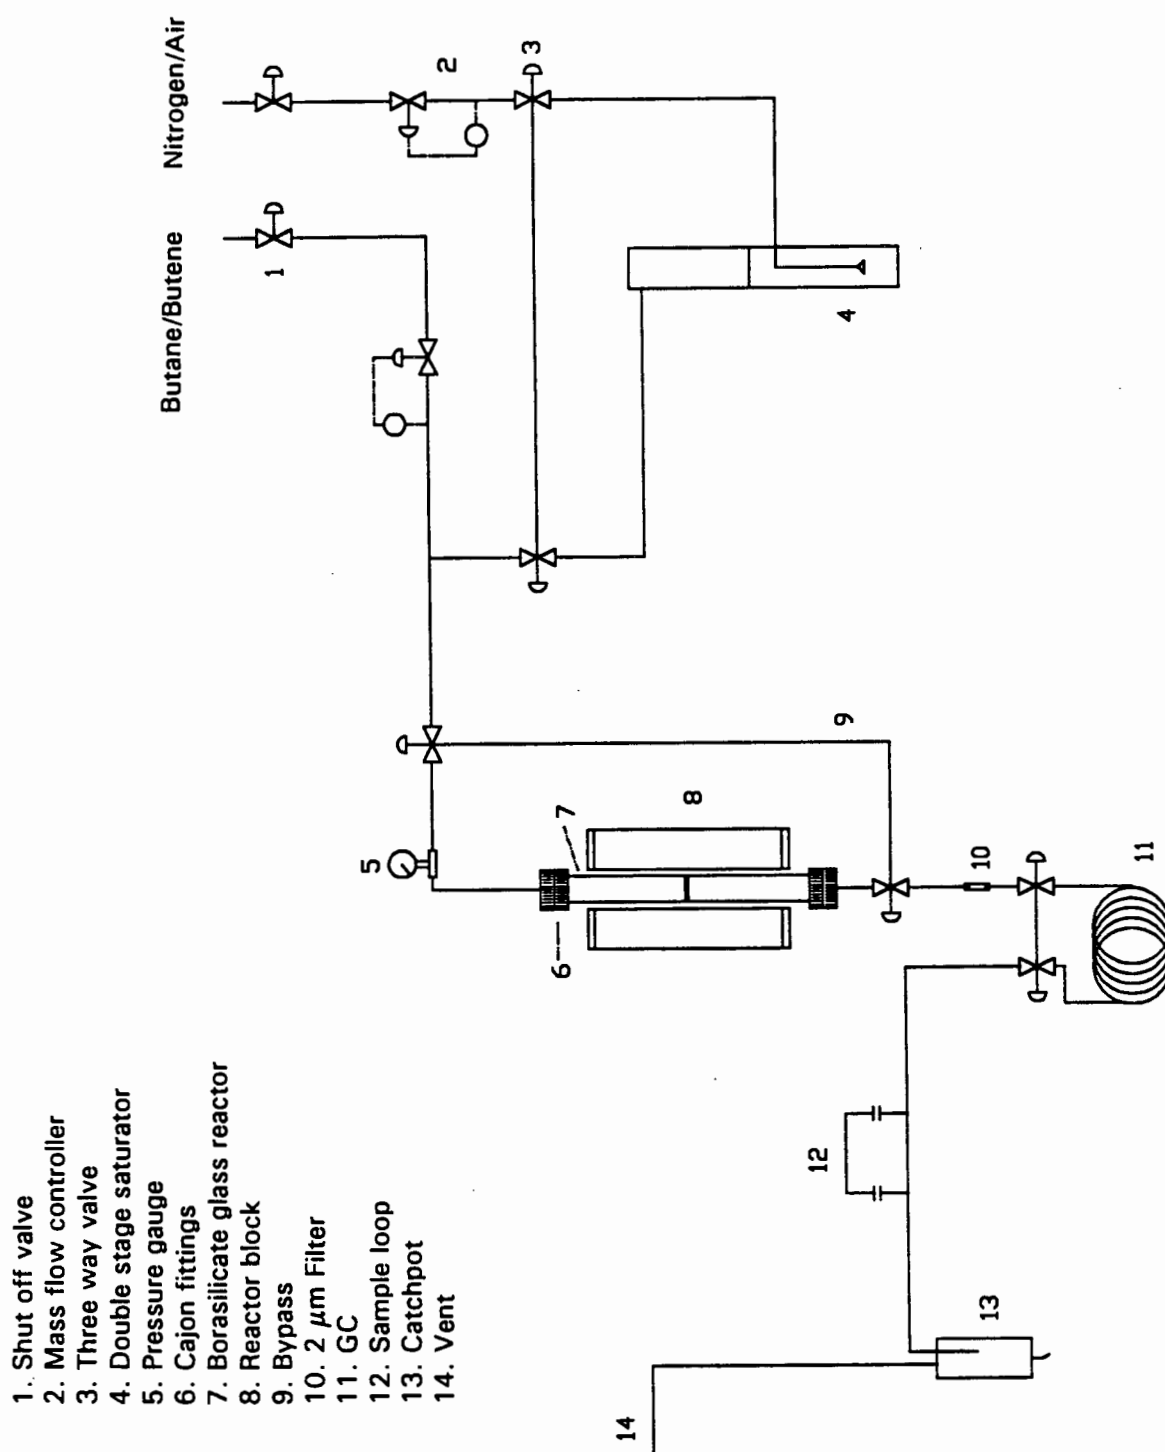 Nitrogen/Air
Butane/Butene
1
2
3
4
5
6
7
8
9
10
11
12
13
14
1. Shut off valve
2. Mass flow controller
3. Three way valve
4. Double stage saturator
5. Pressure gauge
6. Cajon fittings
7. Borasilicate glass reactor
8. Reactor block
9. Bypass
10. 2 μm Filter
11. GC
12. Sample loop
13. Catchpot
14. Vent